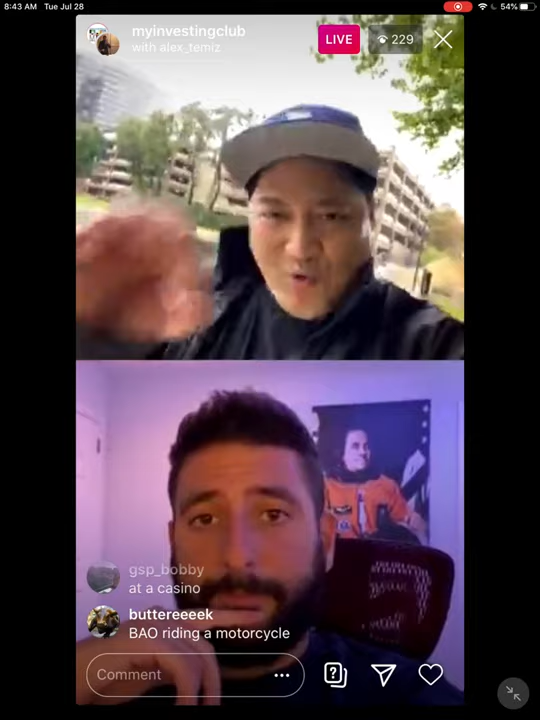 8:43 AM Tue Jul 28
54%
myinvestingclub
with alex_temiz
LIVE
229
gsp_bobby
at a casino
buttereeeek
BAO riding a motorcycle
Comment